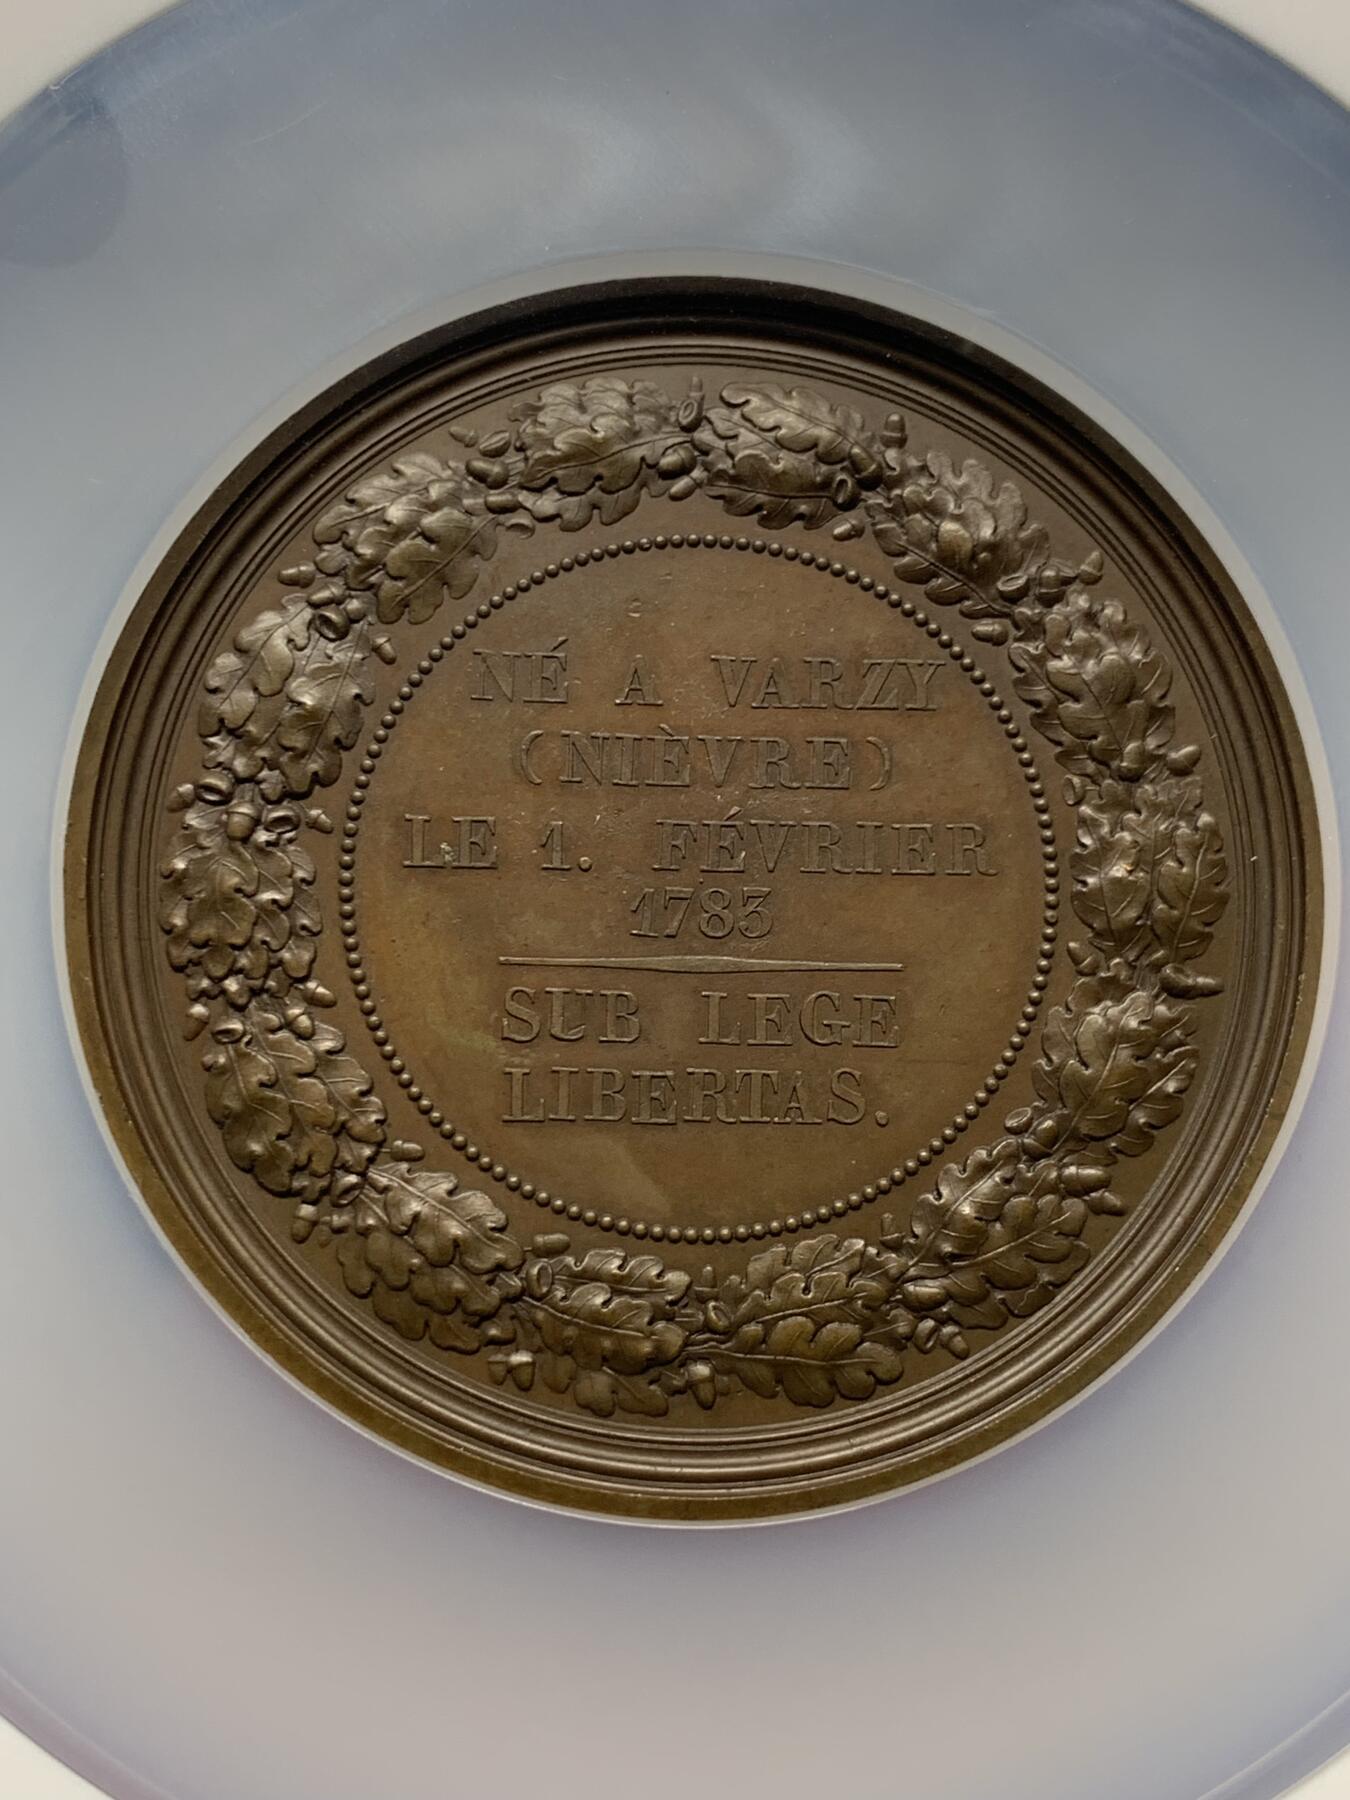 NÉ A VARZY
(NIÈVRE)
LE 1. FÉVRIER
1783
SUB LEGE
LIBERTAS.